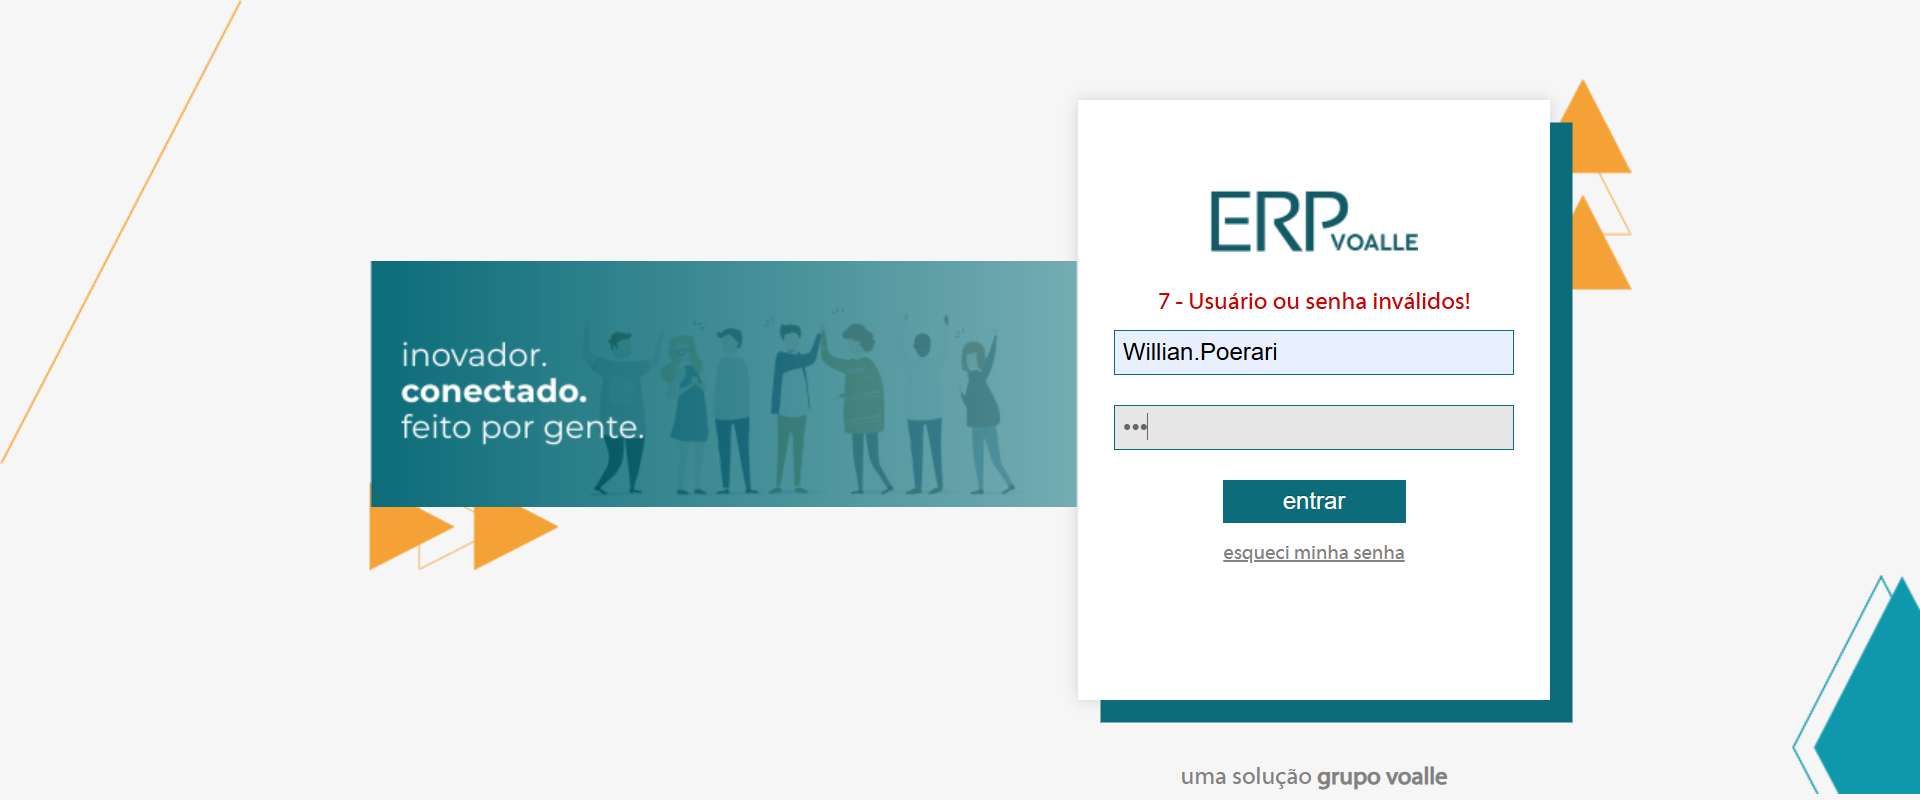 inovador.
conectado.
feito por gente.
ERP VOALLE
7 - Usuário ou senha inválidos!
Willian.Poerari
•••
entrar
esqueci minha senha
uma solução grupo voalle